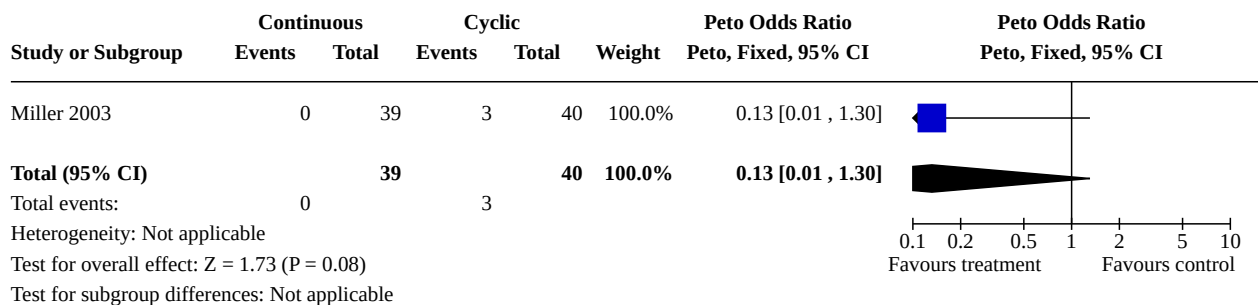 Continuous Cyclic Peto Odds Ratio Peto Odds Ratio
Study or Subgroup Events Total Events Total Weight Peto, Fixed, 95% CI Peto, Fixed, 95% CI
Miller 2003 0 39 3 40 100.0% 0.13 [0.01 , 1.30]
Total (95% CI) 39 40 100.0% 0.13 [0.01 , 1.30]
Total events: 0 3
Heterogeneity: Not applicable
0.1 0.2 0.5 1 2 5 10
Test for overall effect: Z = 1.73 (P = 0.08)
Favours treatment Favours control
Test for subgroup differences: Not applicable